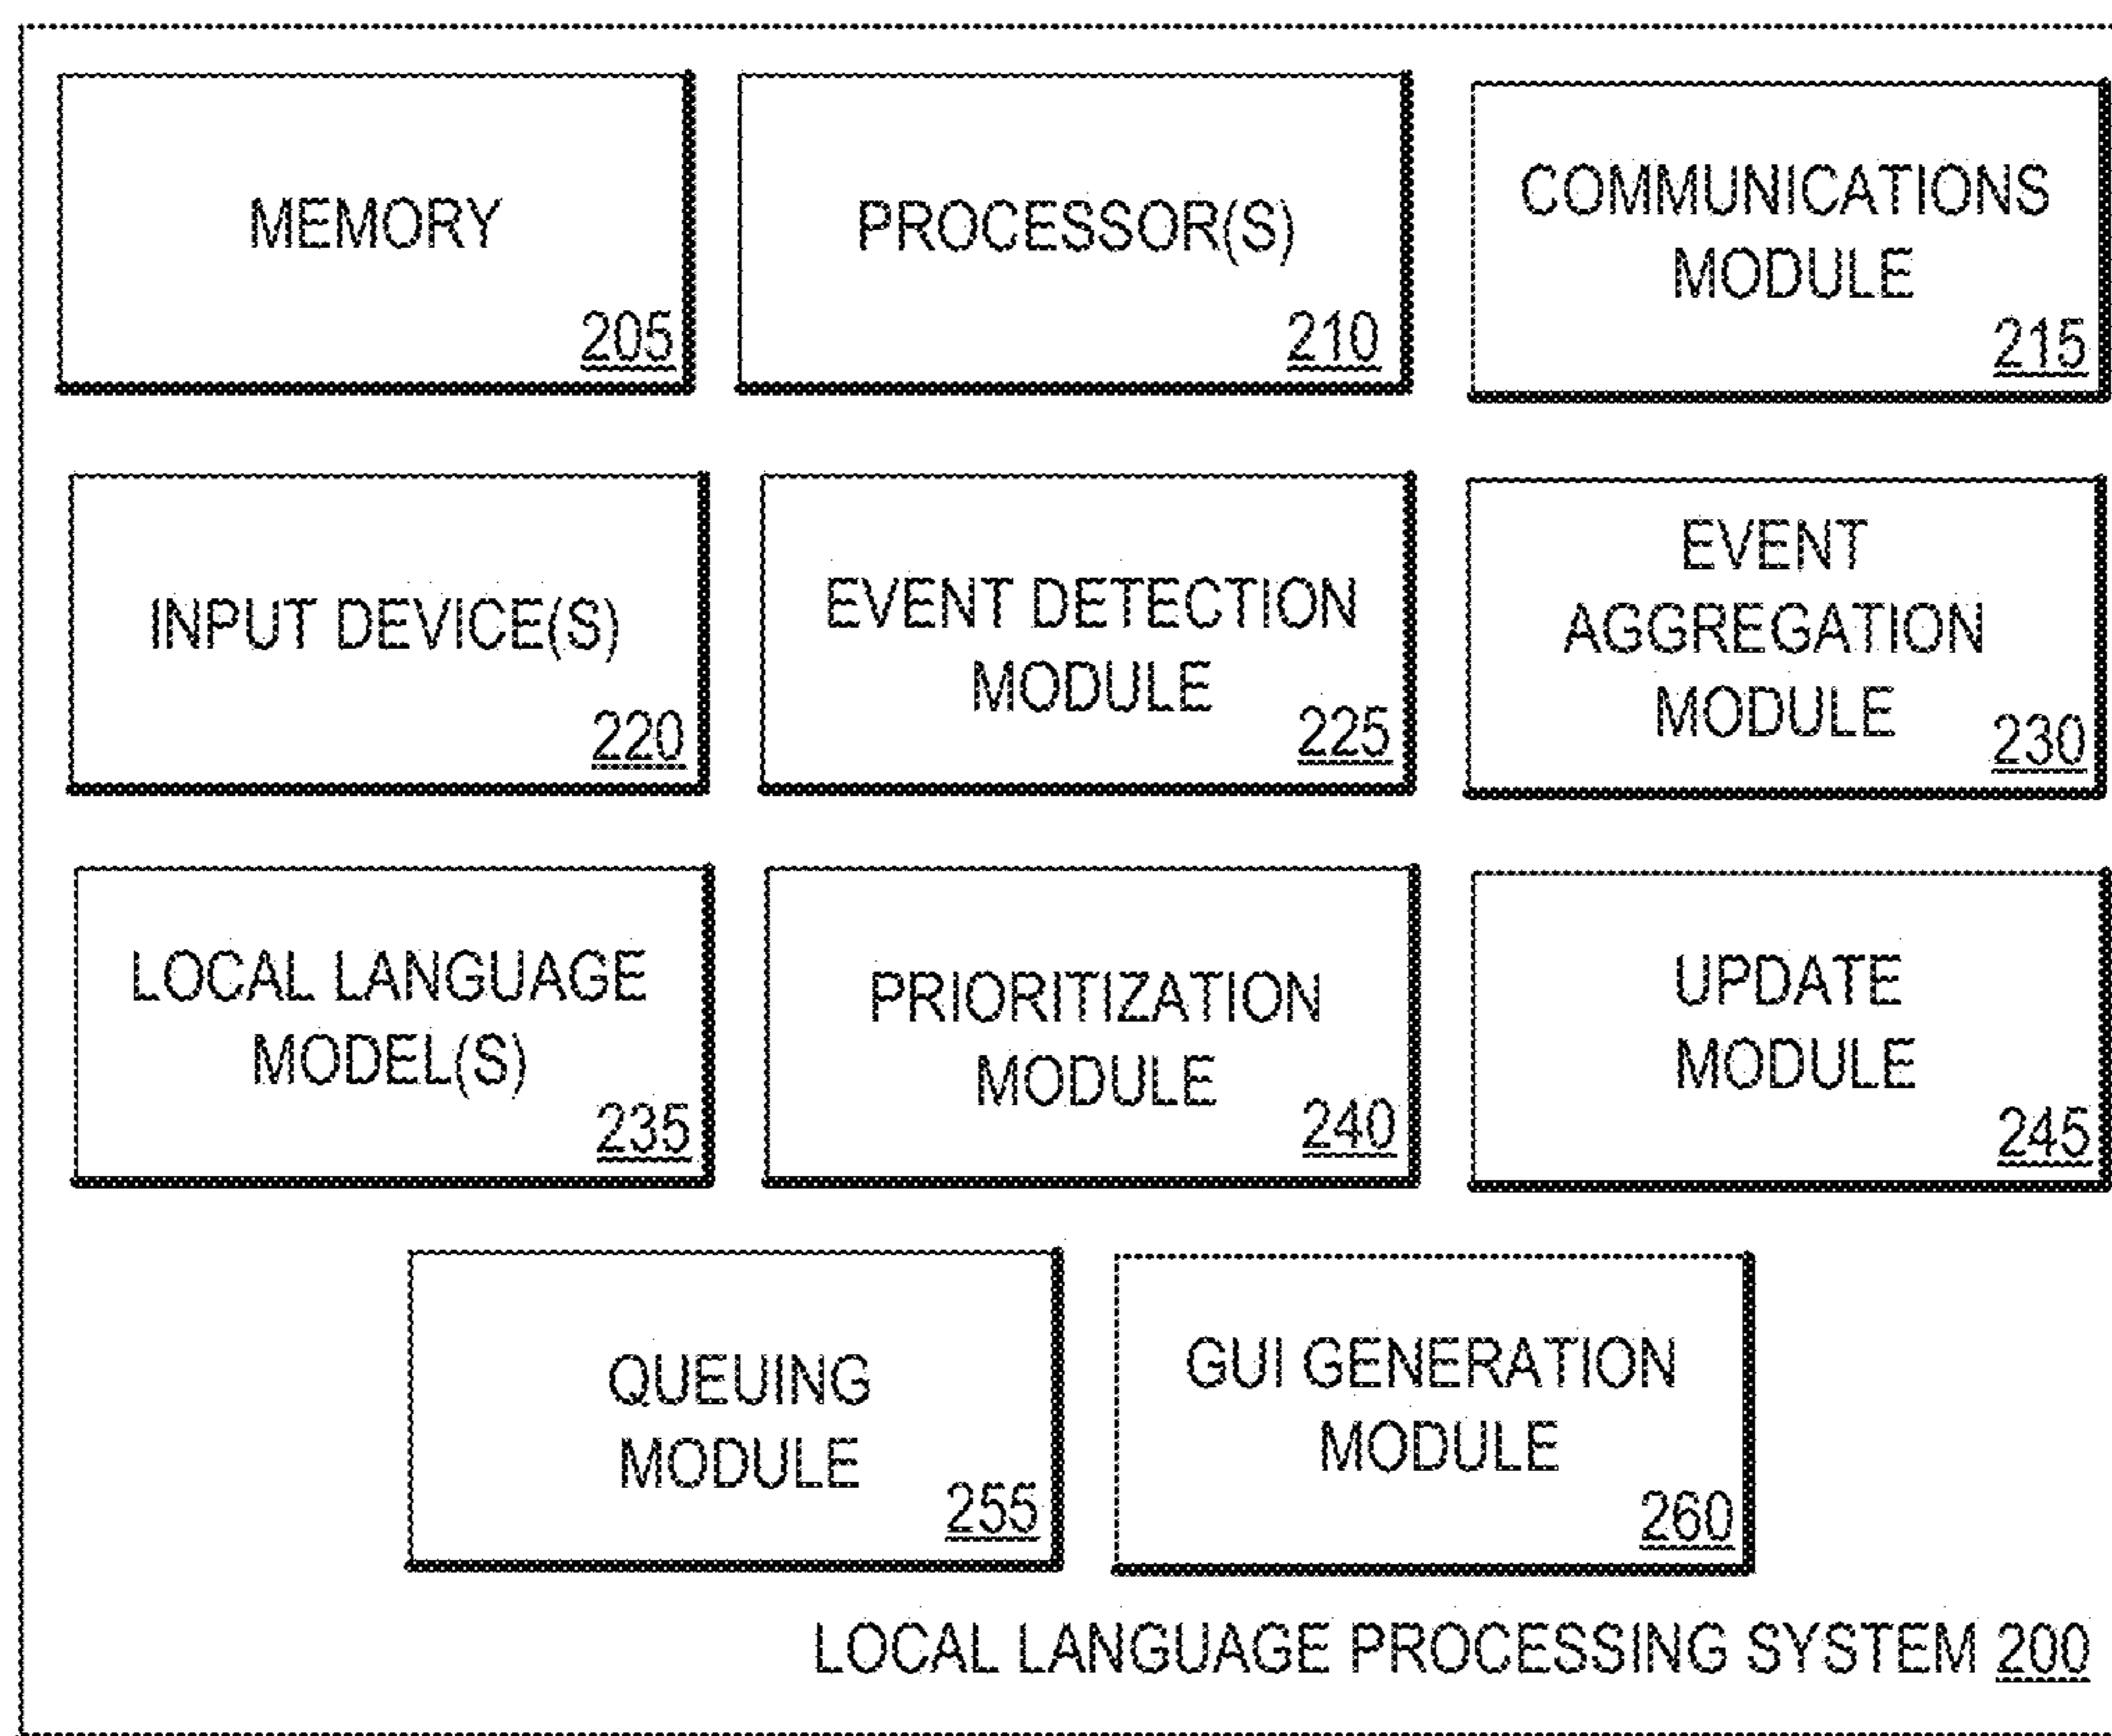 MEMORY
205
PROCESSOR(S)
210
COMMUNICATIONS
MODULE
215
INPUT DEVICE(S)
220
EVENT DETECTION
MODULE
225
EVENT
AGGREGATION
MODULE
230
LOCAL LANGUAGE
MODEL(S)
235
PRIORITIZATION
MODULE
240
UPDATE
MODULE
245
QUEUING
MODULE
255
GUI GENERATION
MODULE
260
LOCAL LANGUAGE PROCESSING SYSTEM 200